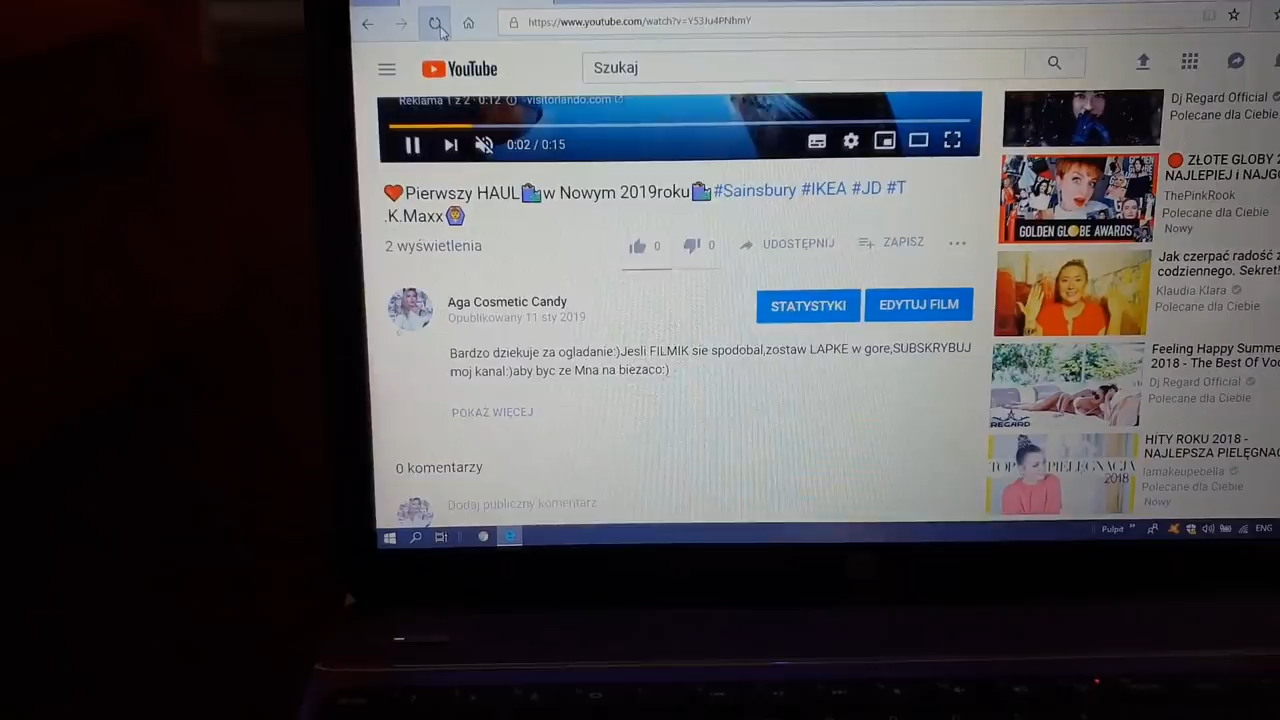 https://www.youtube.com/watch?v=Y53Ju4PNhmY
YouTube
Szukaj
Reklama 1 z 2 · 0:12 visitorlando.com
0:02 / 0:15
Pierwszy HAUL w Nowym 2019roku #Sainsbury #IKEA #JD #T
.K.Maxx
2 wyświetlenia
0
0
UDOSTĘPNIJ
ZAPISZ
Aga Cosmetic Candy
Opublikowany 11 sty 2019
STATYSTYKI
EDYTUJ FILM
Bardzo dziekuje za ogladanie:)Jesli FILMIK sie spodobal,zostaw LAPKE w gore,SUBSKRYBUJ
moj kanal:)aby byc ze Mna na biezaco:)
POKAŻ WIĘCEJ
0 komentarzy
Dodaj publiczny komentarz
Dj Regard Official
Polecane dla Ciebie
GOLDEN GLOBE AWARDS
ZŁOTE GLOBY 2
NAJLEPIEJ i NAJGO
ThePinkRook
Polecane dla Ciebie
Nowy
Jak czerpać radość z
codziennego. Sekret!
Klaudia Klara
Polecane dla Ciebie
REGARD
Feeling Happy Summe
2018 - The Best Of Vo
Dj Regard Official
Polecane dla Ciebie
TOP PIELĘGNACJA
2018
HITY ROKU 2018 -
NAJLEPSZA PIELĘGNA
lamakeupebella
Polecane dla Ciebie
Nowy
Pulpit
ENG